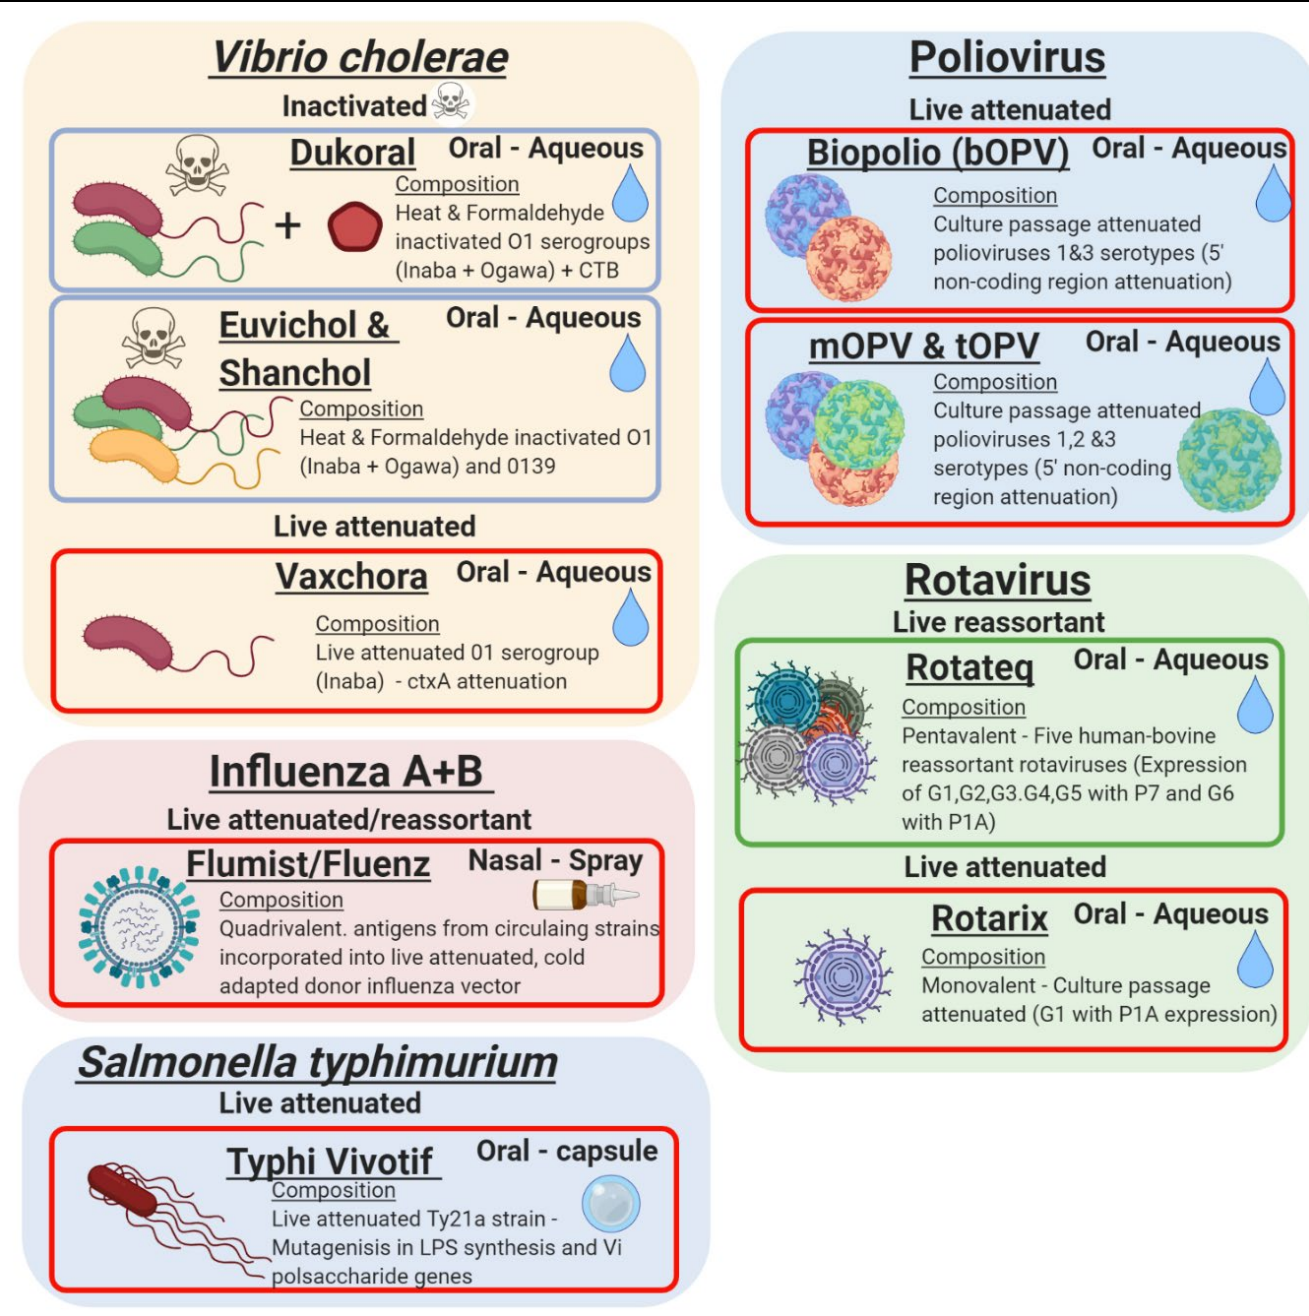 Vibrio cholerae
Inactivated
Dukoral
Oral - Aqueous
Composition
Heat & Formaldehyde
inactivated O1 serogroups
(Inaba + Ogawa) + CTB
+
Euvichol &
Shanchol
Oral - Aqueous
Composition
Heat & Formaldehyde inactivated O1
(Inaba + Ogawa) and 0139
Live attenuated
Vaxchora
Oral - Aqueous
Composition
Live attenuated 01 serogroup
(Inaba) - ctxA attenuation
Influenza A+B
Live attenuated/reassortant
Flumist/Fluenz
Nasal - Spray
Composition
Quadrivalent. antigens from circulaing strains
incorporated into live attenuated, cold
adapted donor influenza vector
Salmonella typhimurium
Live attenuated
Typhi Vivotif
Oral - capsule
Composition
Live attenuated Ty21a strain -
Mutagenisis in LPS synthesis and Vi
polsaccharide genes
Poliovirus
Live attenuated
Biopolio (bOPV)
Oral - Aqueous
Composition
Culture passage attenuated
polioviruses 1&3 serotypes (5'
non-coding region attenuation)
mOPV & tOPV
Oral - Aqueous
Composition
Culture passage attenuated
polioviruses 1,2 &3
serotypes (5' non-coding
region attenuation)
Rotavirus
Live reassortant
Rotateq
Oral - Aqueous
Composition
Pentavalent - Five human-bovine
reassortant rotaviruses (Expression
of G1,G2,G3.G4,G5 with P7 and G6
with P1A)
Live attenuated
Rotarix
Oral - Aqueous
Composition
Monovalent - Culture passage
attenuated (G1 with P1A expression)